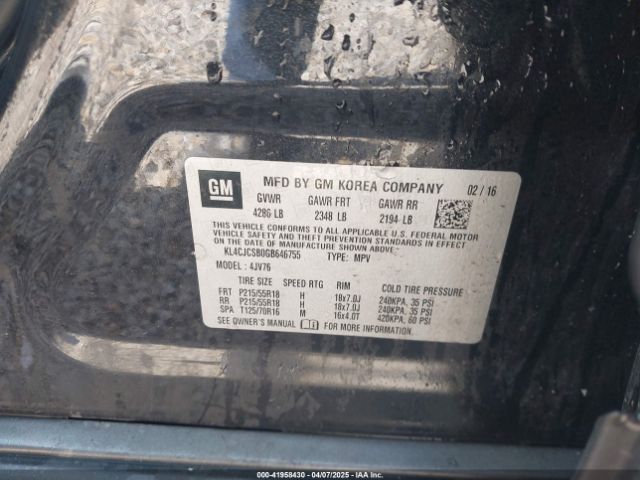 GM
MFD BY GM KOREA COMPANY 02 / 16
GVWR GAWR FRT GAWR RR
4286 LB 2348 LB 2194 LB
THIS VEHICLE CONFORMS TO ALL APPLICABLE U.S. FEDERAL MOTOR
VEHICLE SAFETY AND THEFT PREVENTION STANDARDS IN EFFECT
ON THE DATE OF MANUFACTURE SHOWN ABOVE.
KL4CJCSB0GB646755 TYPE: MPV
MODEL : 4JV76
TIRE SIZE SPEED RTG RIM COLD TIRE PRESSURE
FRT P215/55R18 H 18x7.0J 240KPA, 35 PSI
RR P215/55R18 H 18x7.0J 240KPA, 35 PSI
SPA T125/70R16 M 16x4.0T 420KPA, 60 PSI
SEE OWNER'S MANUAL FOR MORE INFORMATION
000-41958430 - 04/07/2025 - IAAI.COM